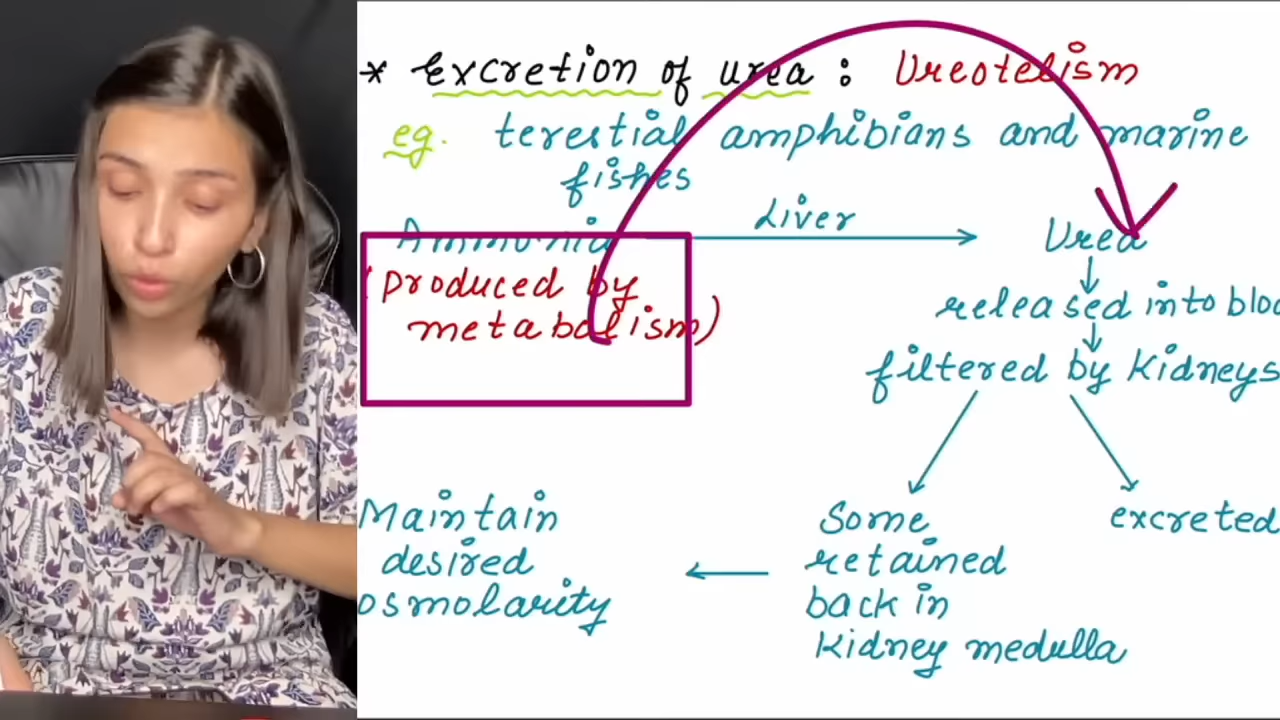 * Excretion of urea : Ureotelism
eg. terestial amphibians and marine
fishes
Ammonia Liver Urea
(produced by
metabolism)
released into bloo
filtered by Kidneys
Some
retained
back in
Kidney medulla
excreted
Maintain
desired
osmolarity